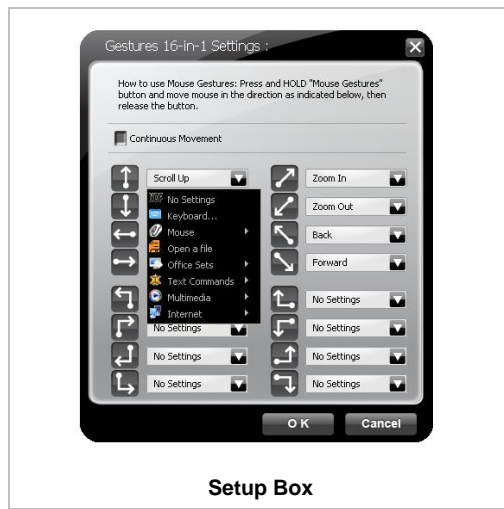 Gestures 16-in-1 Settings :
How to use Mouse Gestures: Press and HOLD "Mouse Gestures"
button and move mouse in the direction as indicated below, then
release the button.
Continuous Movement
Scroll Up
No Settings
Keyboard...
Mouse
Open a file
Office Sets
Text Commands
Multimedia
Internet
No Settings
No Settings
No Settings
Zoom In
Zoom Out
Back
Forward
No Settings
No Settings
No Settings
No Settings
O K
Cancel
Setup Box